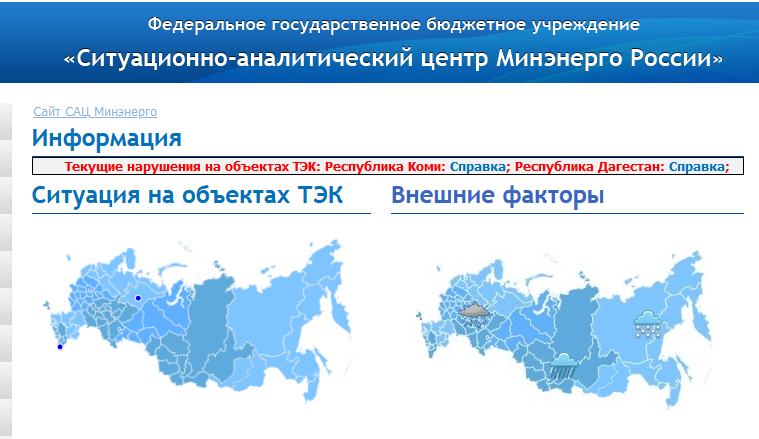 Федеральное государственное бюджетное учреждение
«Ситуационно-аналитический центр Минэнерго России»
Сайт САЦ Минэнерго
Информация
Текущие нарушения на объектах ТЭК: Республика Коми: Справка; Республика Дагестан: Справка;
Ситуация на объектах ТЭК
Внешние факторы